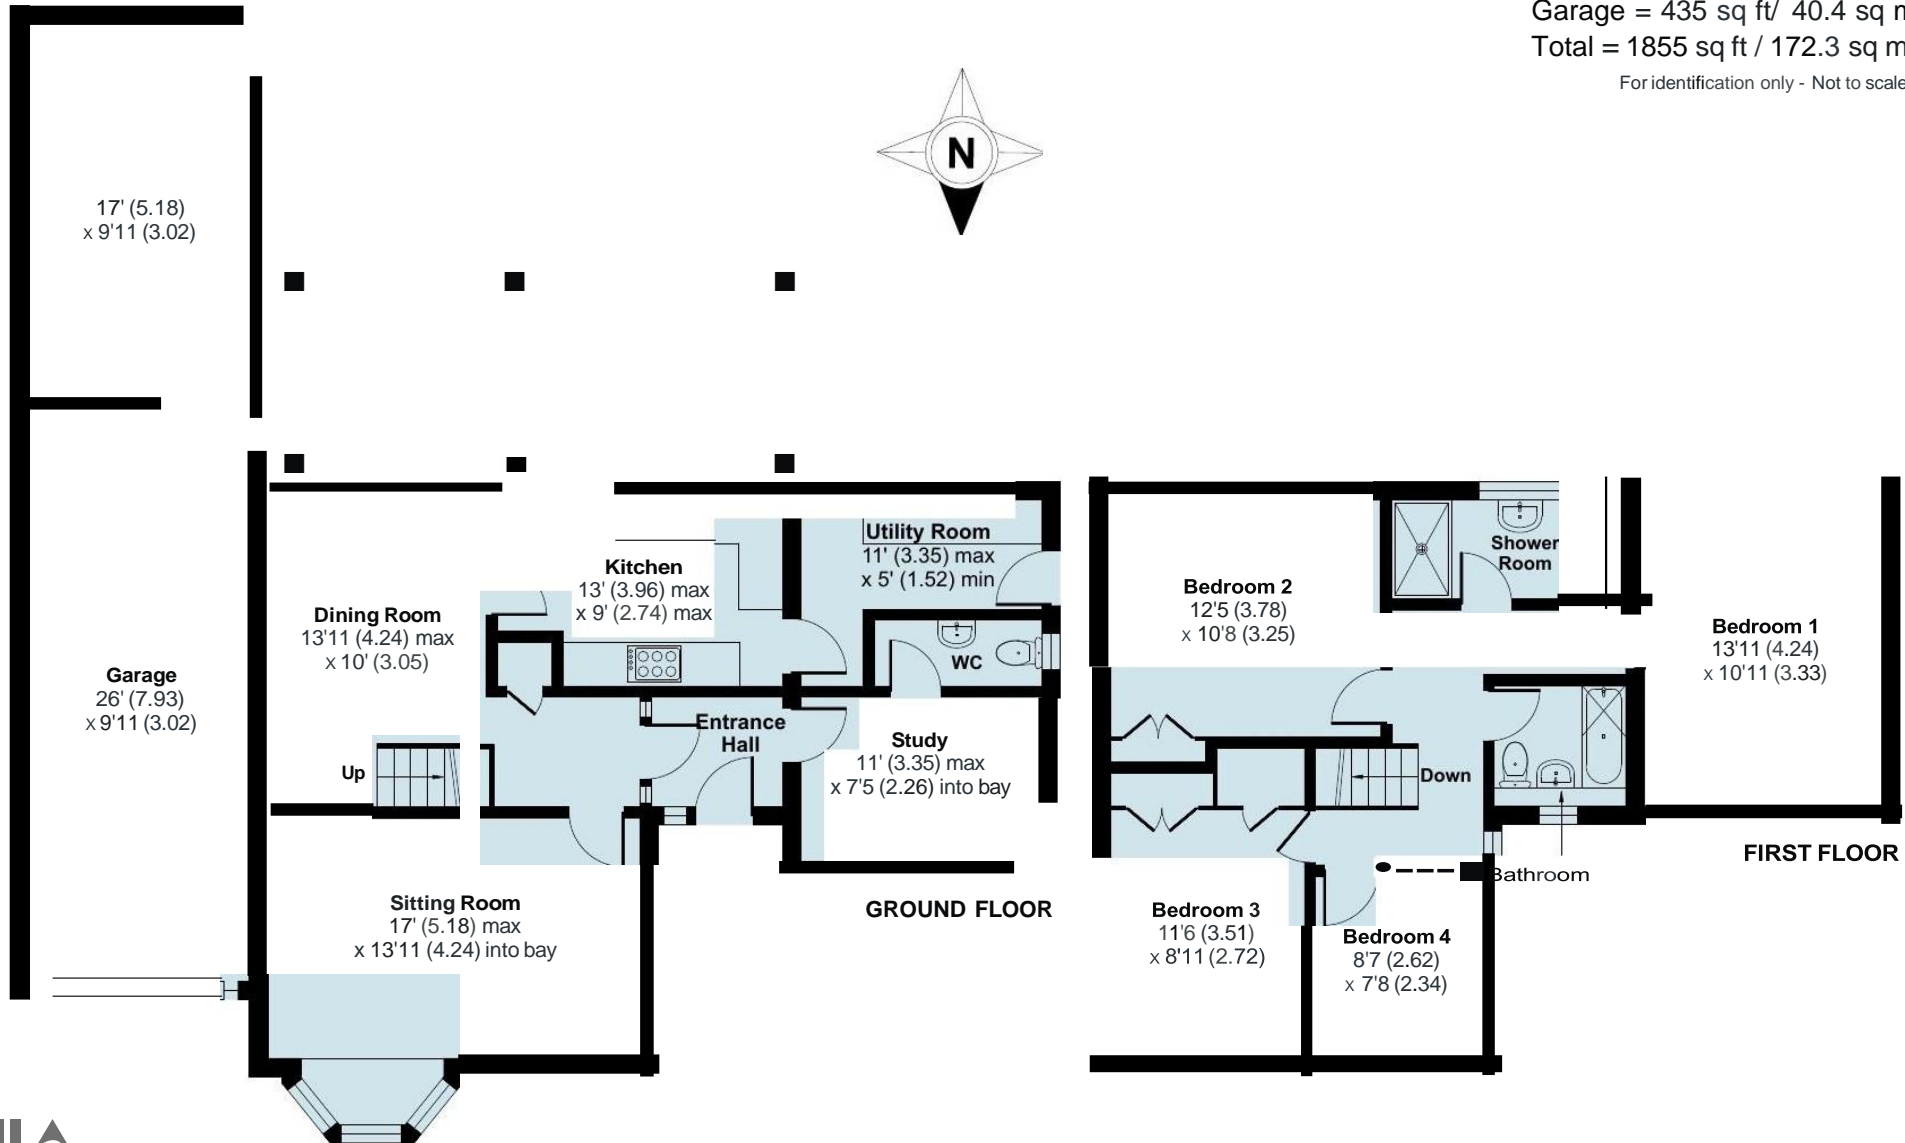 Garage = 435 sq ft/ 40.4 sq m
Total = 1855 sq ft / 172.3 sq m
For identification only - Not to scale
N
17' (5.18)
x 9'11 (3.02)
Utility Room
11' (3.35) max
x 5' (1.52) min
Kitchen
13' (3.96) max
x 9' (2.74) max
Dining Room
13'11 (4.24) max
x 10' (3.05)
WC
Garage
26' (7.93)
x 9'11 (3.02)
Entrance
Hall
Study
11' (3.35) max
x 7'5 (2.26) into bay
Up
Sitting Room
17' (5.18) max
x 13'11 (4.24) into bay
GROUND FLOOR
Shower
Room
Bedroom 2
12'5 (3.78)
x 10'8 (3.25)
Bedroom 1
13'11 (4.24)
x 10'11 (3.33)
Down
Bathroom
FIRST FLOOR
Bedroom 3
11'6 (3.51)
x 8'11 (2.72)
Bedroom 4
8'7 (2.62)
x 7'8 (2.34)